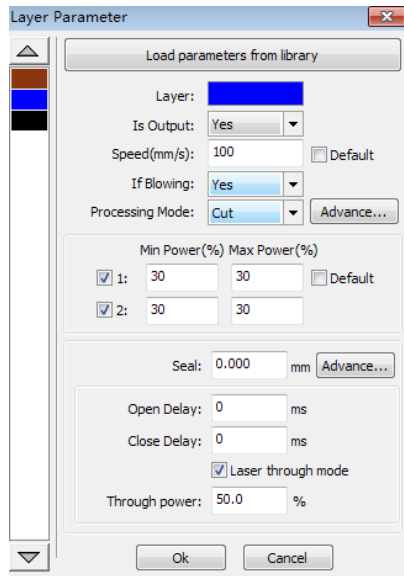 Layer Parameter
Load parameters from library
Layer:
Is Output: Yes
Speed(mm/s): 100 Default
If Blowing: Yes
Processing Mode: Cut Advance...
Min Power(%) Max Power(%)
1: 30 30 Default
2: 30 30
Seal: 0.000 mm Advance...
Open Delay: 0 ms
Close Delay: 0 ms
Laser through mode
Through power: 50.0 %
Ok Cancel